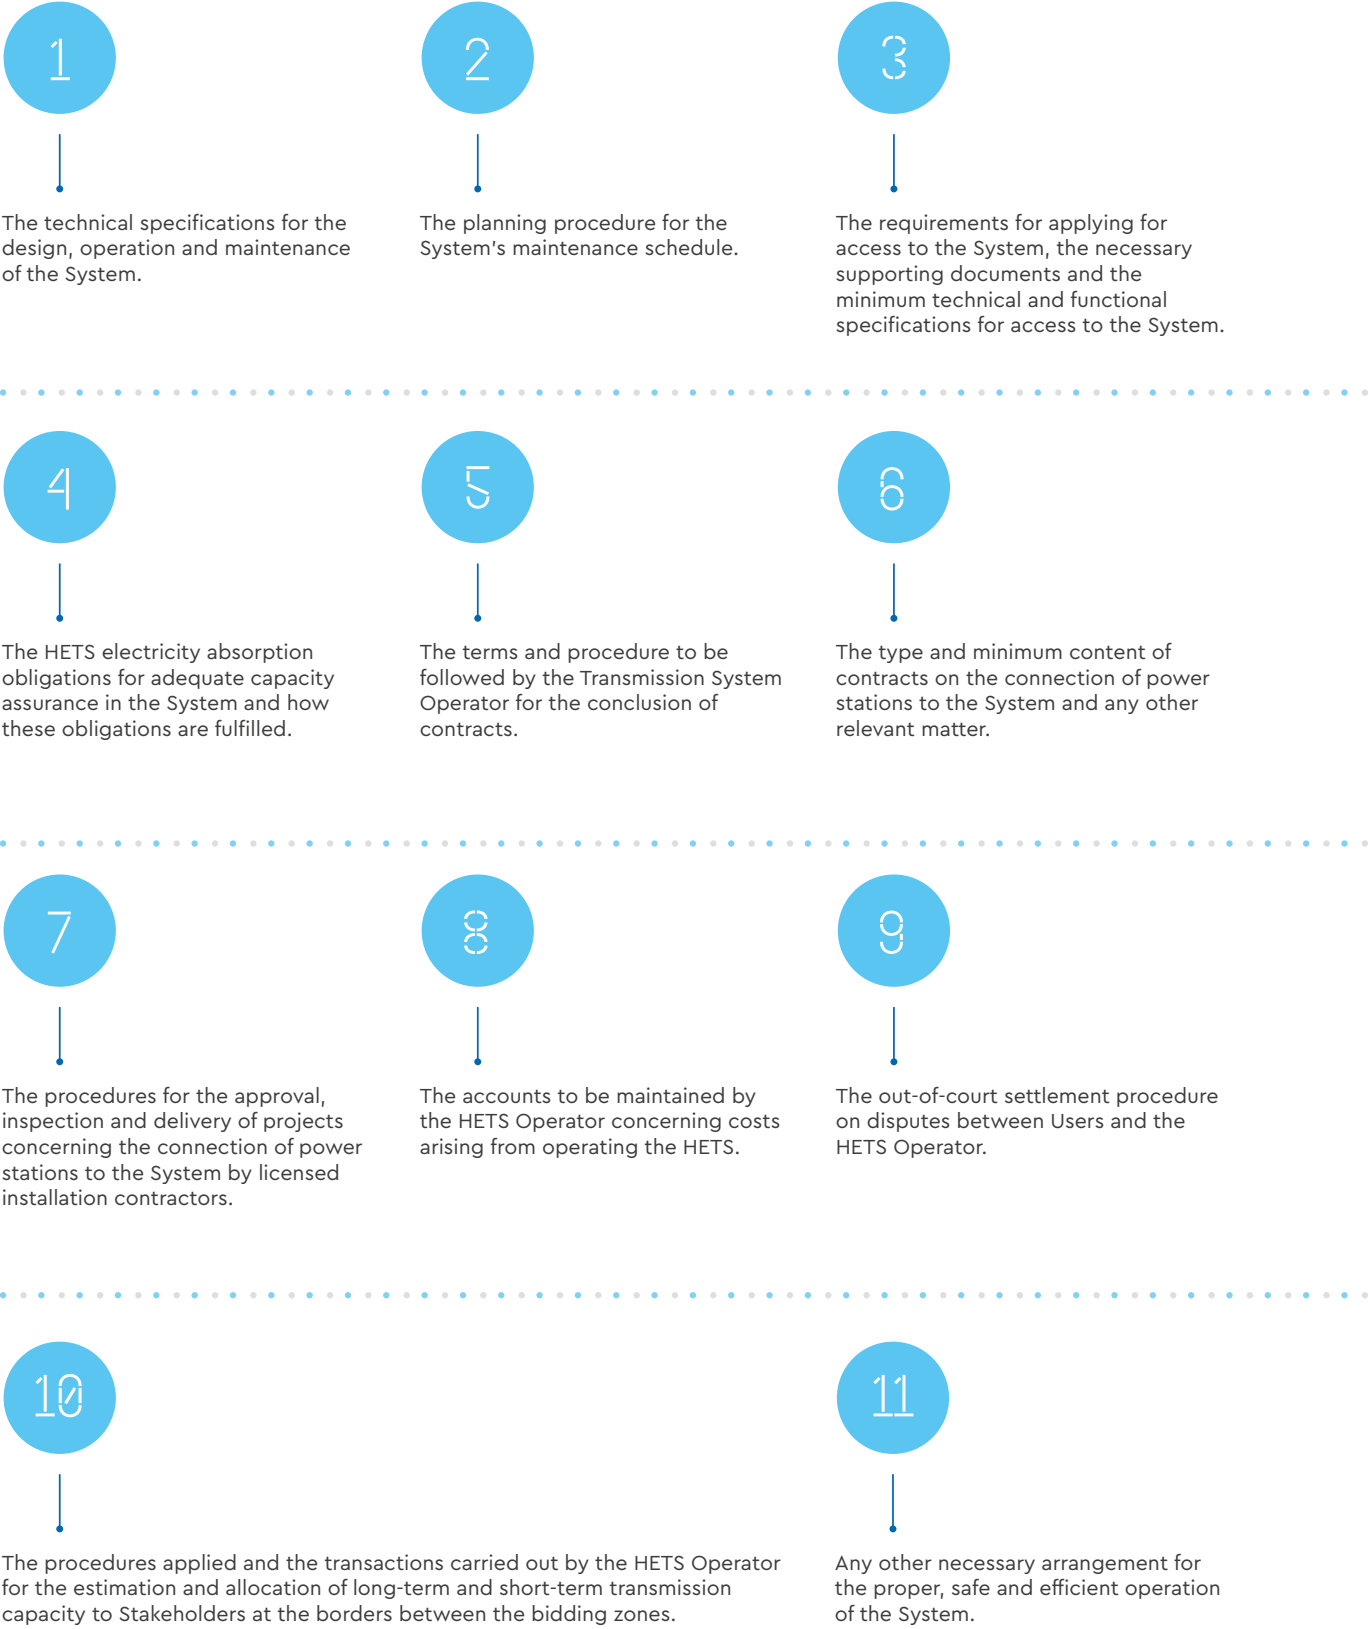 1
The technical specifications for the
design, operation and maintenance
of the System.
2
The planning procedure for the
System's maintenance schedule.
3
The requirements for applying for
access to the System, the necessary
supporting documents and the
minimum technical and functional
specifications for access to the System.
4
The HETS electricity absorption
obligations for adequate capacity
assurance in the System and how
these obligations are fulfilled.
5
The terms and procedure to be
followed by the Transmission System
Operator for the conclusion of
contracts.
6
The type and minimum content of
contracts on the connection of power
stations to the System and any other
relevant matter.
7
The procedures for the approval,
inspection and delivery of projects
concerning the connection of power
stations to the System by licensed
installation contractors.
8
The accounts to be maintained by
the HETS Operator concerning costs
arising from operating the HETS.
9
The out-of-court settlement procedure
on disputes between Users and the
HETS Operator.
10
The procedures applied and the transactions carried out by the HETS Operator
for the estimation and allocation of long-term and short-term transmission
capacity to Stakeholders at the borders between the bidding zones.
11
Any other necessary arrangement for
the proper, safe and efficient operation
of the System.